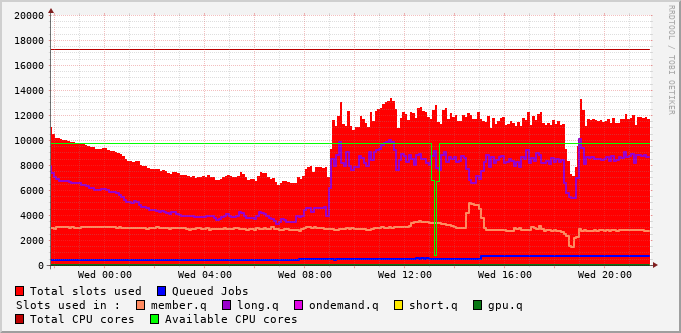 RRDTOOL / TOBI OETIKER
20000
18000
16000
14000
12000
10000
8000
6000
4000
2000
0
Wed 00:00 Wed 04:00 Wed 08:00 Wed 12:00 Wed 16:00 Wed 20:00
Total slots used Queued Jobs
Slots used in : member.q long.q ondemand.q short.q gpu.q
Total CPU cores Available CPU cores